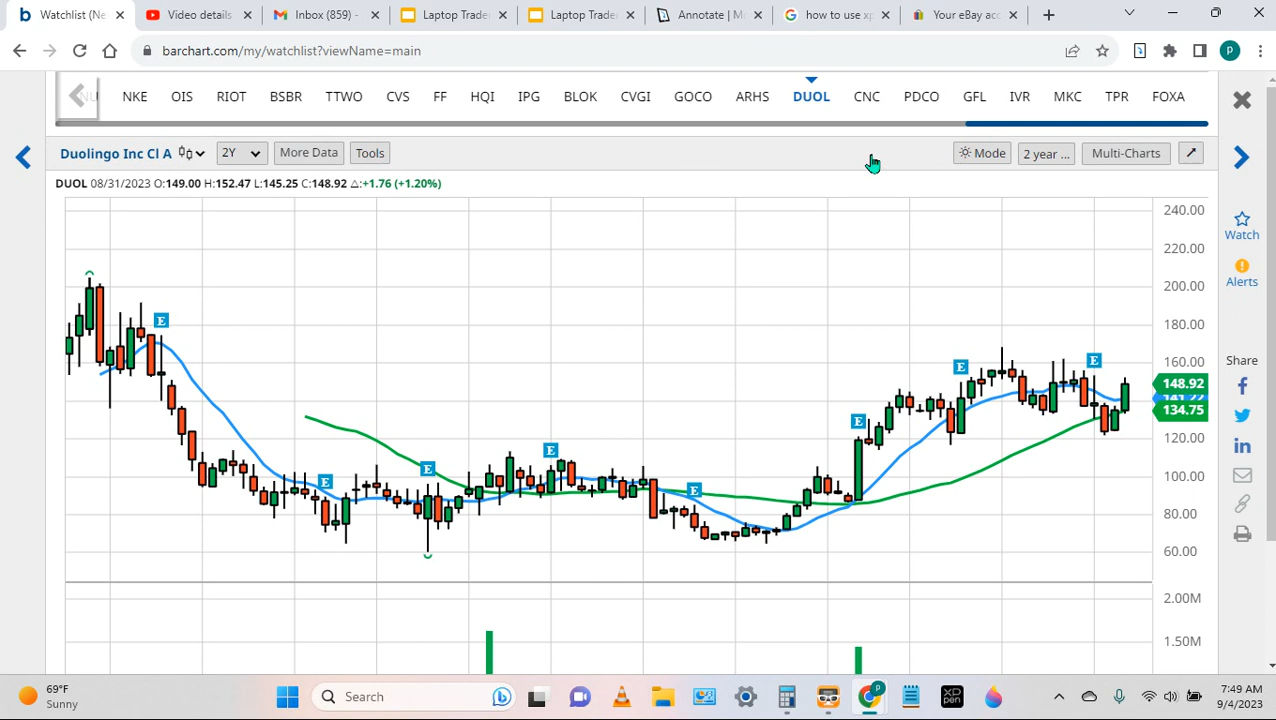 Watchlist (Ne
Video details
Inbox (859) -
Laptop Trade
Laptop Trade
Annotate | M
how to use xp
Your eBay acc
barchart.com/my/watchlist?viewName=main
NKE OIS RIOT BSBR TTWO CVS FF HQI IPG BLOK CVGI GOCO ARHS DUOL CNC PDCO GFL IVR MKC TPR FOXA
Duolingo Inc Cl A 2Y More Data Tools Mode 2 year ... Multi-Charts
DUOL 08/31/2023 O:149.00 H:152.47 L:145.25 C:148.92 △:+1.76 (+1.20%)
240.00
220.00
Watch
Alerts
200.00
180.00
160.00
Share
148.92
134.75
120.00
100.00
80.00
60.00
2.00M
1.50M
E
E
E
E
E
E
E
E
69°F
Sunny
Search
7:49 AM
9/4/2023